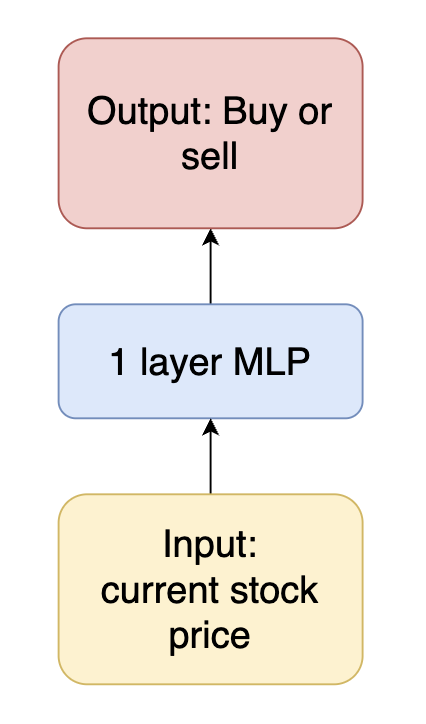 Output: Buy or
sell
1 layer MLP
Input:
current stock
price